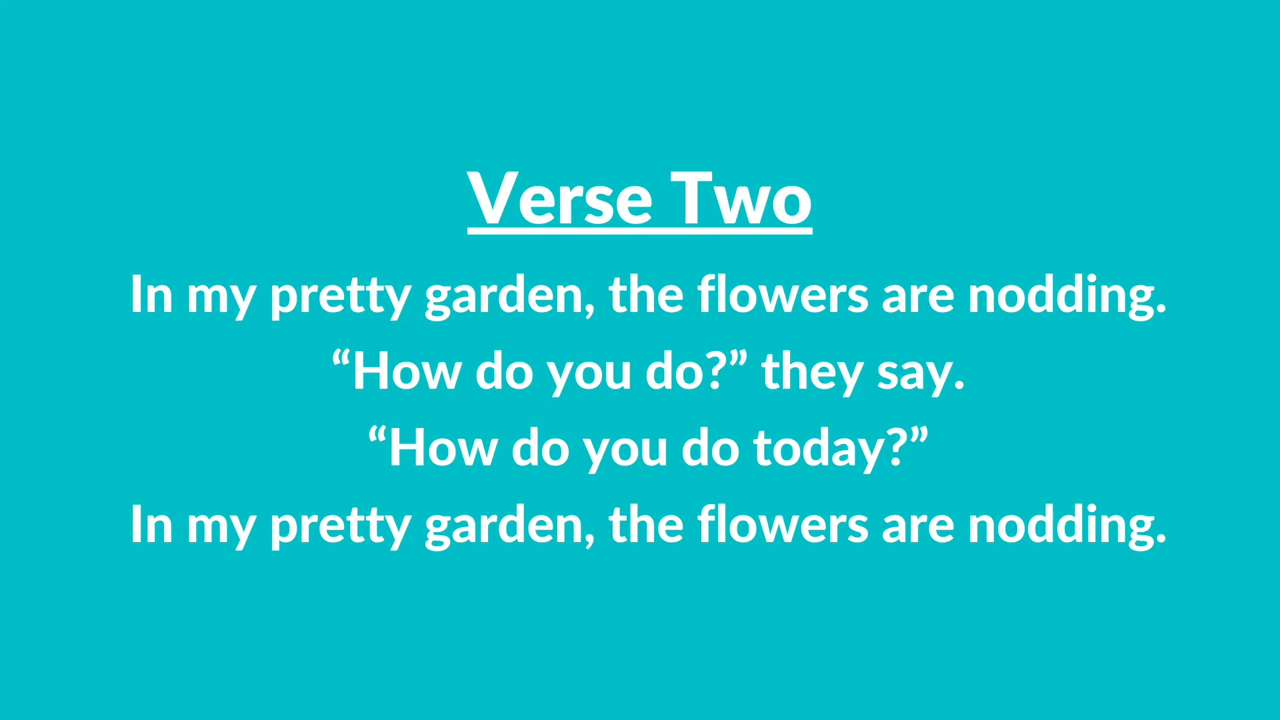 Verse Two
In my pretty garden, the flowers are nodding.
“How do you do?” they say.
“How do you do today?”
In my pretty garden, the flowers are nodding.